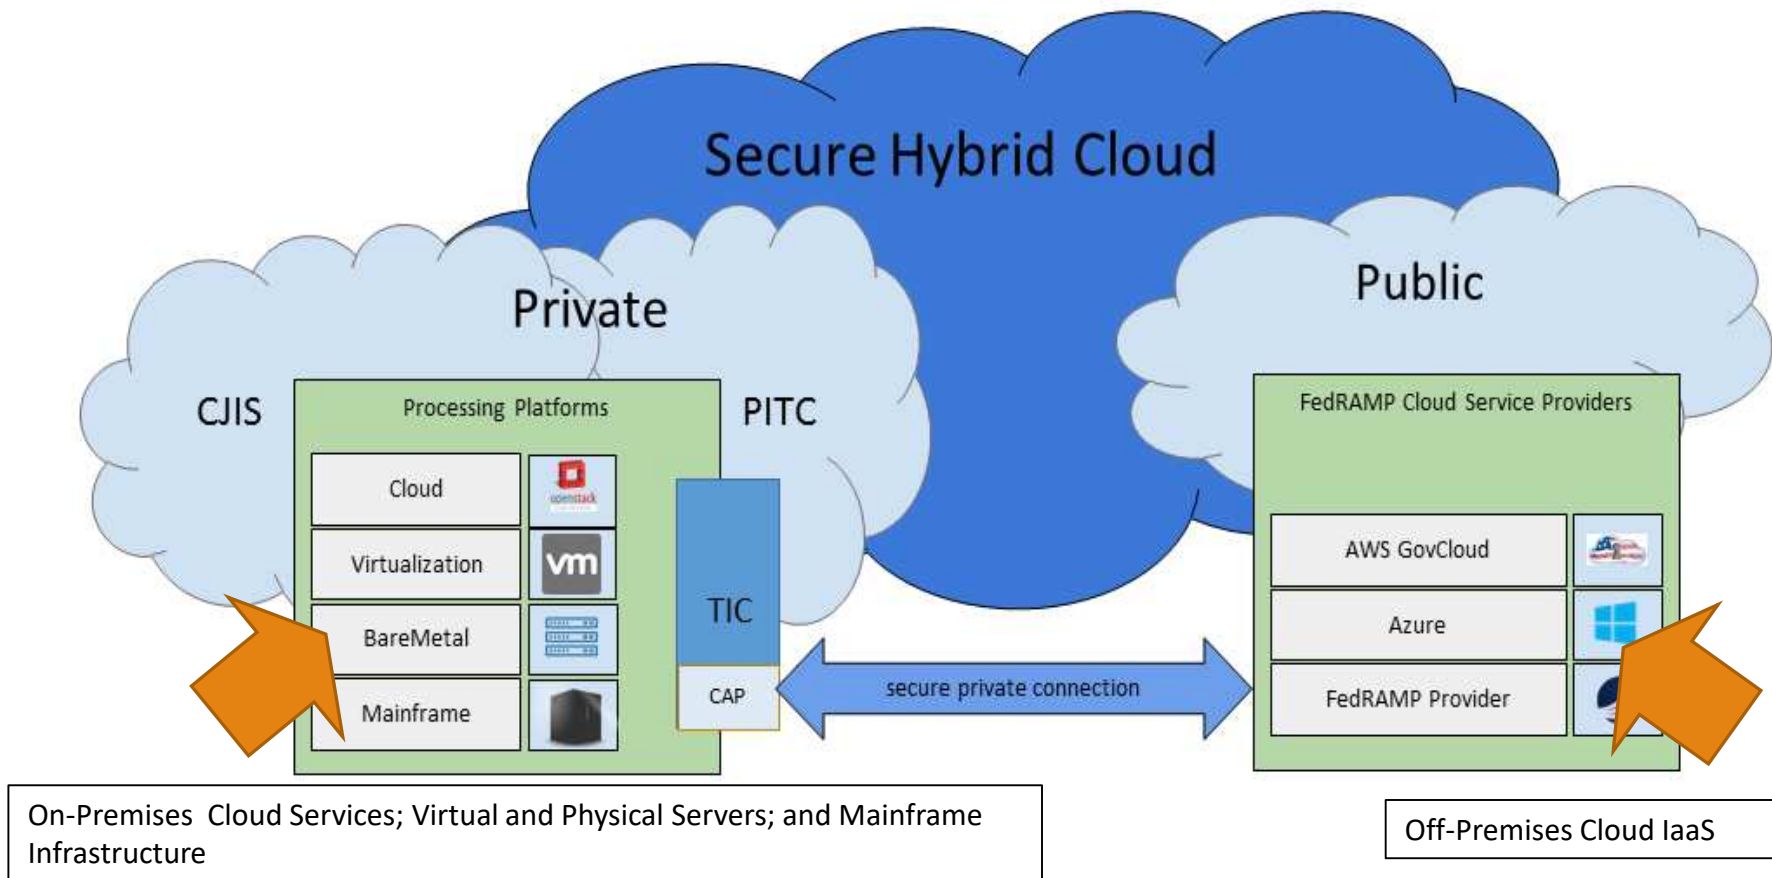 Secure Hybrid Cloud
Private
Public
CJIS
PITC
Processing Platforms
Cloud
openstack
Virtualization
vm
BareMetal
Mainframe
TIC
CAP
secure private connection
FedRAMP Cloud Service Providers
AWS GovCloud
Azure
FedRAMP Provider
On-Premises Cloud Services; Virtual and Physical Servers; and Mainframe
Infrastructure
Off-Premises Cloud IaaS